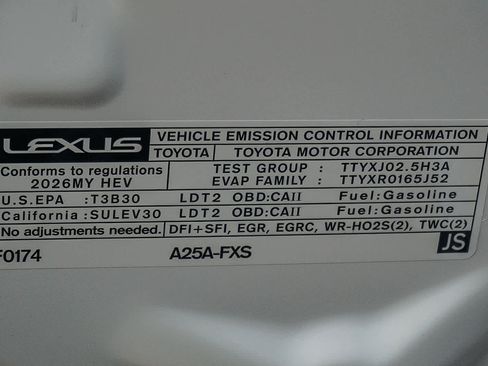 LEXUS VEHICLE EMISSION CONTROL INFORMATION
TOYOTA TOYOTA MOTOR CORPORATION
Conforms to regulations TEST GROUP : TTYXJ02.5H3A
2026MY HEV EVAP FAMILY : TTYXR0165J52
U.S.EPA :T3B30 LDT2 OBD:CAII Fuel:Gasoline
California:SULEV30 LDT2 OBD:CAII Fuel:Gasoline
No adjustments needed. DFI+SFI, EGR, EGRC, WR-HO2S(2), TWC(2)
JS
F0174 A25A-FXS